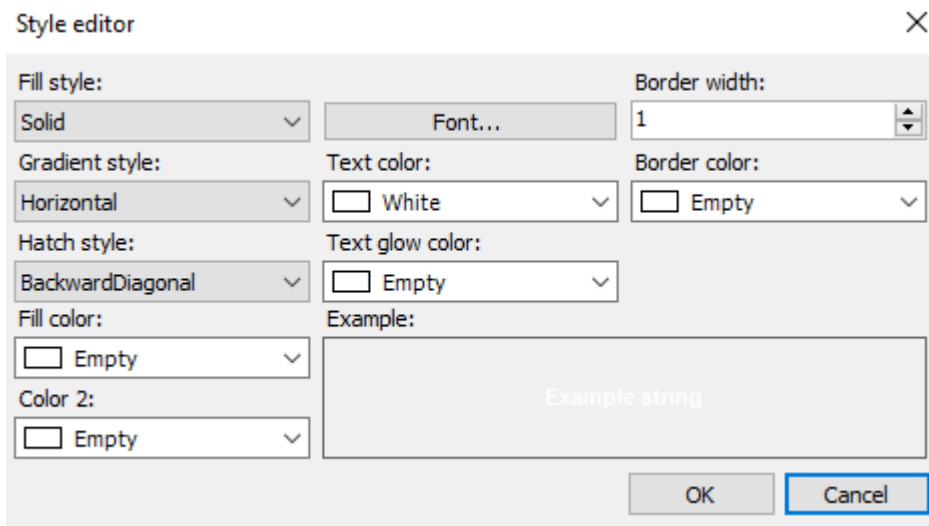 Style editor
Fill style:
Border width:
Solid
Font...
1
Gradient style:
Text color:
Border color:
Horizontal
White
Empty
Hatch style:
Text glow color:
BackwardDiagonal
Empty
Fill color:
Example:
Empty
Example string
Color 2:
Empty
OK
Cancel